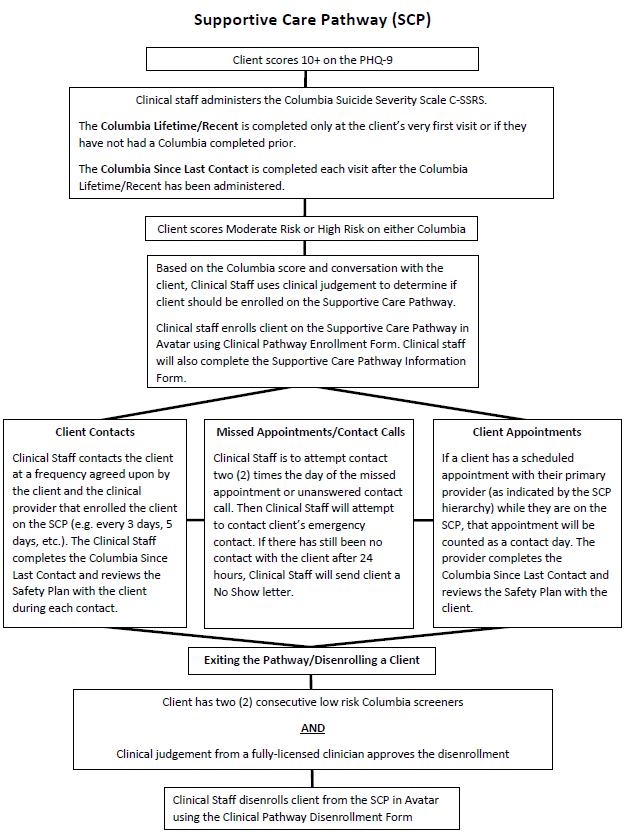 Supportive Care Pathway (SCP)
Client scores 10+ on the PHQ-9
Clinical staff administers the Columbia Suicide Severity Scale C-SSRS.
The Columbia Lifetime/Recent is completed only at the client's very first visit or if they
have not had a Columbia completed prior.
The Columbia Since Last Contact is completed each visit after the Columbia
Lifetime/Recent has been administered.
Client scores Moderate Risk or High Risk on either Columbia
Based on the Columbia score and conversation with the
client, Clinical Staff uses clinical judgement to determine if
client should be enrolled on the Supportive Care Pathway.
Clinical staff enrolls client on the Supportive Care Pathway in
Avatar using Clinical Pathway Enrollment Form. Clinical staff
will also complete the Supportive Care Pathway Information
Form.
Client Contacts
Clinical Staff contacts the client
at a frequency agreed upon by
the client and the clinical
provider that enrolled the client
on the SCP (e.g. every 3 days, 5
days, etc.). The Clinical Staff
completes the Columbia Since
Last Contact and reviews the
Safety Plan with the client
during each contact.
Missed Appointments/Contact Calls
Clinical Staff is to attempt contact
two (2) times the day of the missed
appointment or unanswered contact
call. Then Clinical Staff will attempt
to contact client's emergency
contact. If there has still been no
contact with the client after 24
hours, Clinical Staff will send client a
No Show letter.
Client Appointments
If a client has a scheduled
appointment with their primary
provider (as indicated by the SCP
hierarchy) while they are on the
SCP, that appointment will be
counted as a contact day. The
provider completes the
Columbia Since Last Contact and
reviews the Safety Plan with the
client.
Exiting the Pathway/Disenrolling a Client
Client has two (2) consecutive low risk Columbia screeners
AND
Clinical judgement from a fully-licensed clinician approves the disenrollment
Clinical Staff disenrolls client from the SCP in Avatar
using the Clinical Pathway Disenrollment Form